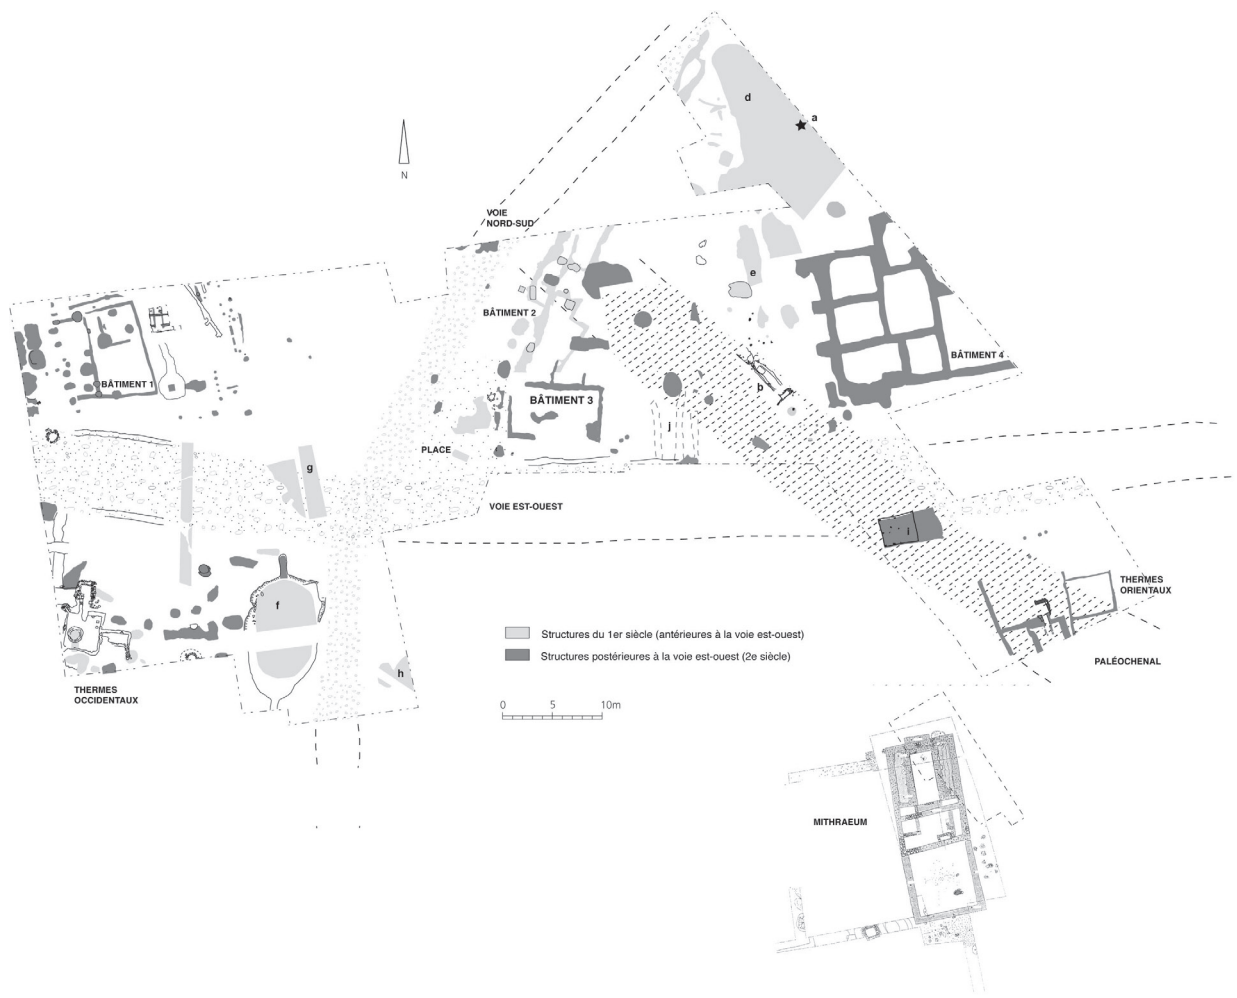 d
a
N
VOIE
NORD-SUD
e
BÂTIMENT 2
BÂTIMENT 4
BÂTIMENT 1
b
BÂTIMENT 3
j
PLACE
g
VOIE EST-OUEST
i
THERMES
ORIENTAUX
f
Structures du 1er siècle (antérieures à la voie est-ouest)
Structures postérieures à la voie est-ouest (2e siècle)
PALÉOCHENAL
h
THERMES
OCCIDENTAUX
0 5 10m
MITHRAEUM